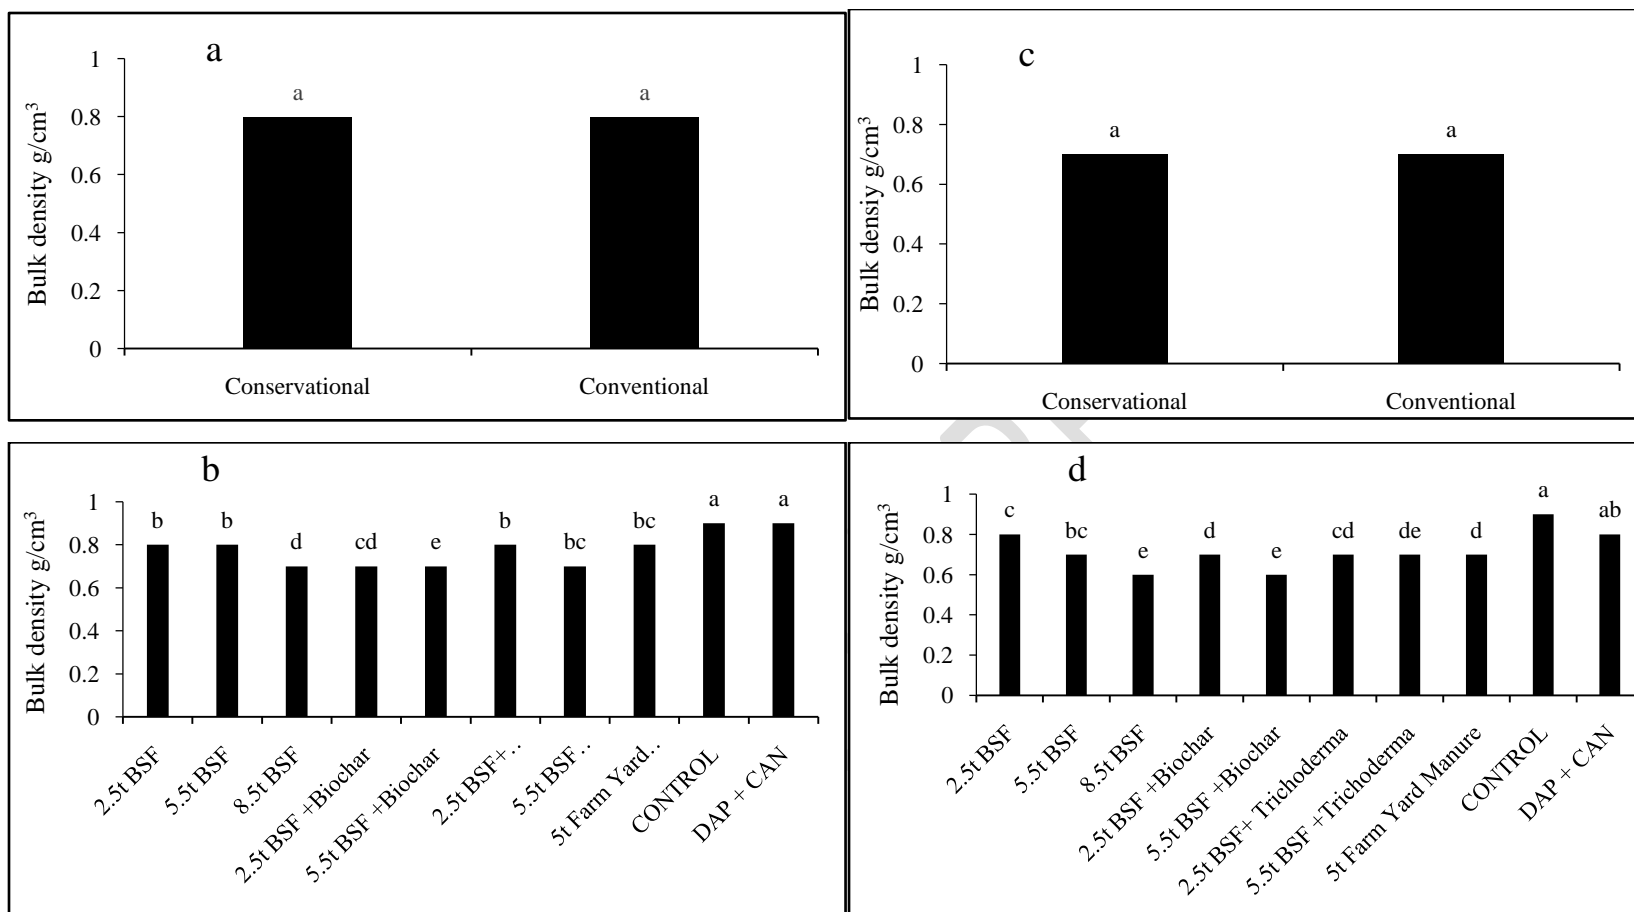 a
Bulk density g/cm³
1
0.8
0.6
0.4
0.2
0
a
a
Conservational
Conventional
c
Bulk densiy g/cm³
1
0.8
0.6
0.4
0.2
0
a
a
Conservational
Conventional
b
Bulk density g/cm³
1
0.8
0.6
0.4
0.2
0
b
b
d
cd
e
b
bc
bc
a
a
2.5t BSF
5.5t BSF
8.5t BSF
2.5t BSF +Biochar
5.5t BSF +Biochar
2.5t BSF+..
5.5t BSF..
5t Farm Yard..
CONTROL
DAP + CAN
d
Bulk density g/cm³
1
0.8
0.6
0.4
0.2
0
c
bc
e
d
e
cd
de
d
a
ab
2.5t BSF
5.5t BSF
8.5t BSF
2.5t BSF +Biochar
5.5t BSF +Biochar
2.5t BSF+ Trichoderma
5.5t BSF +Trichoderma
5t Farm Yard Manure
CONTROL
DAP + CAN